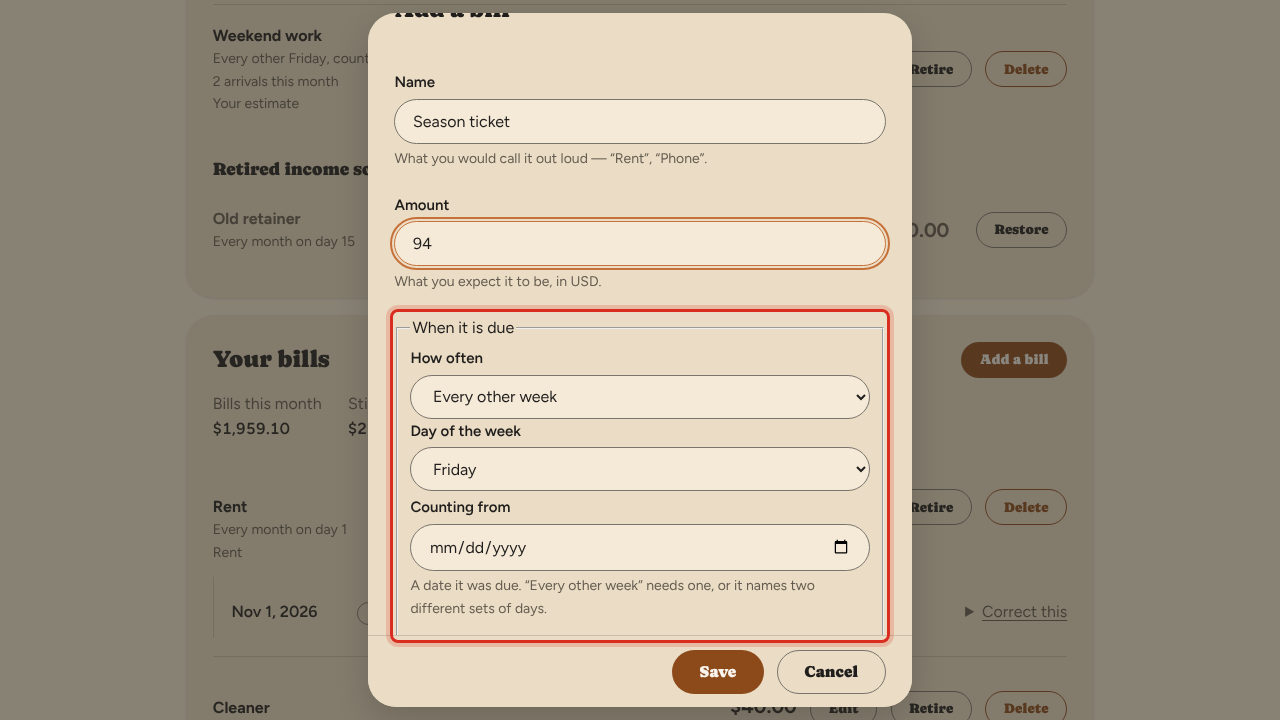 Add a bill
Weekend work
Every other Friday, count
2 arrivals this month
Your estimate
Retire
Delete
Retired income so
Old retainer
Every month on day 15
0.00
Restore
Name
Season ticket
What you would call it out loud — “Rent”, “Phone”.
Amount
94
What you expect it to be, in USD.
When it is due
How often
Every other week
Day of the week
Friday
Counting from
mm/dd/yyyy
A date it was due. “Every other week” needs one, or it names two
different sets of days.
Save
Cancel
Your bills
Add a bill
Bills this month
$1,959.10
$2
Rent
Every month on day 1
Rent
Retire
Delete
Nov 1, 2026
Correct this
Cleaner
$40.00
Edit
Retire
Delete